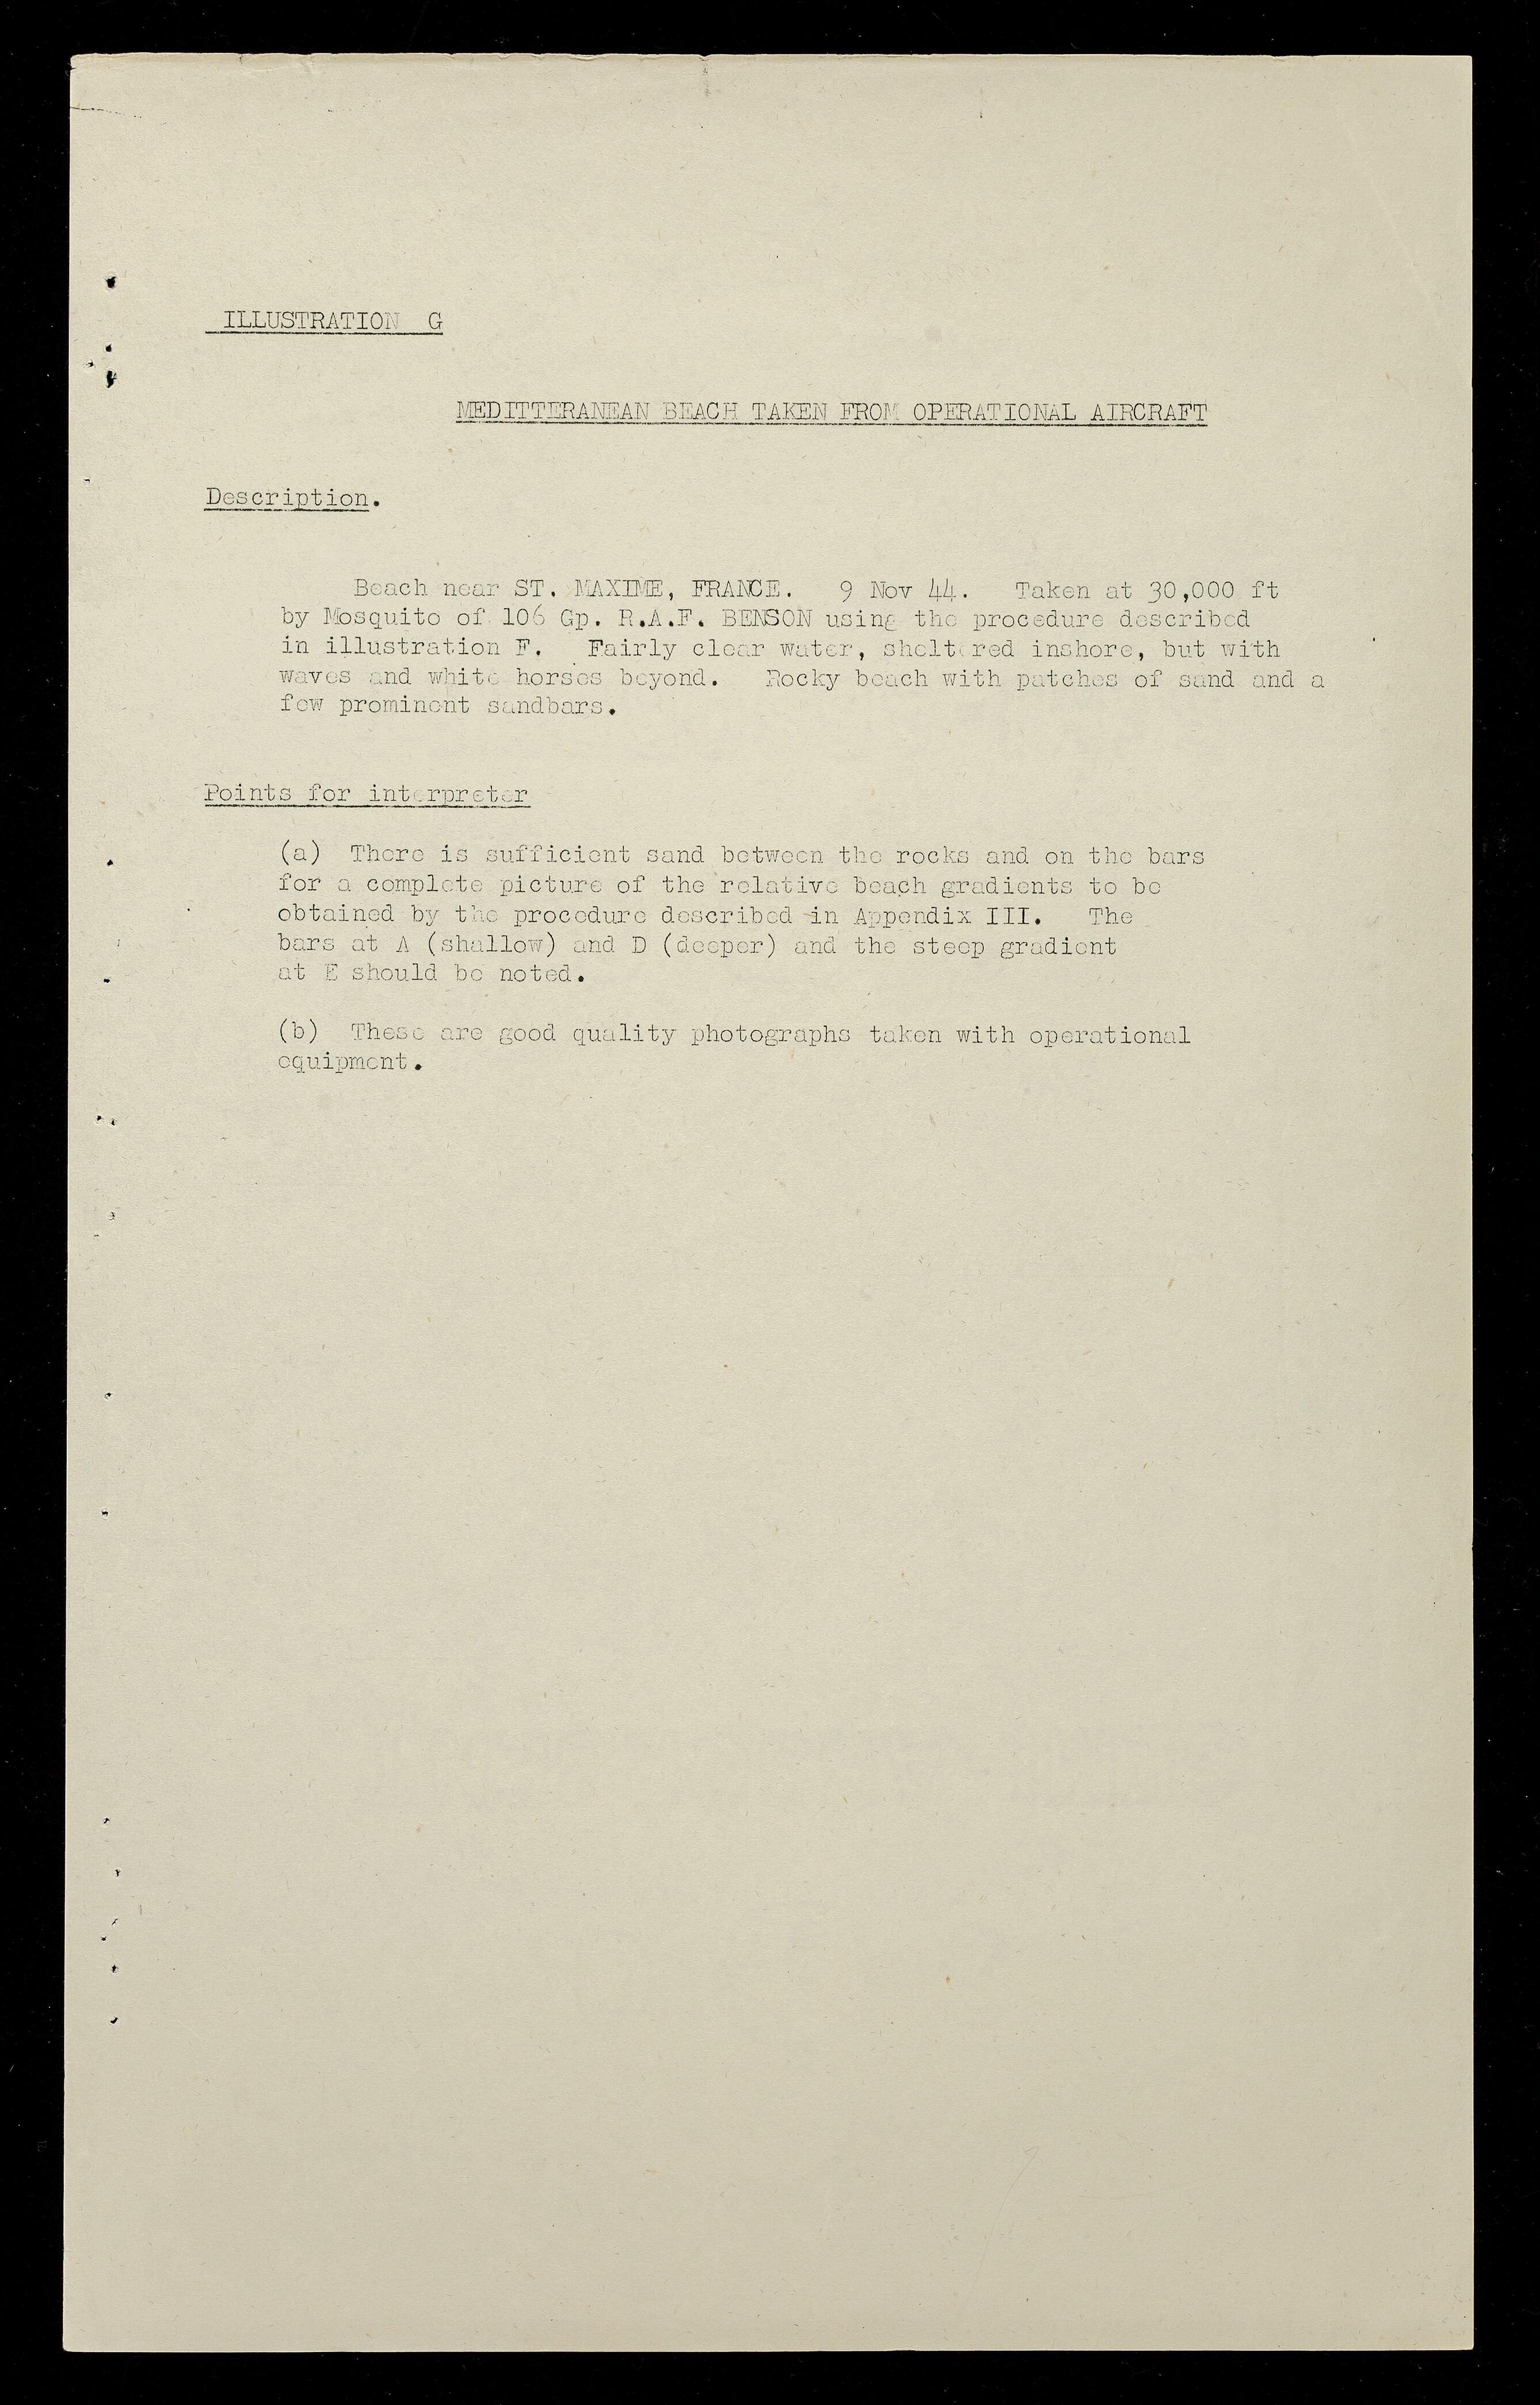 ILLUSTRATION G
MEDITTERANEAN BEACH TAKEN FROM OPERATIONAL AIRCRAFT
Description.
Beach near ST. MAXIME, FRANCE. 9 Nov 44. Taken at 30,000 ft
by Mosquito of 106 Gp. R.A.F. BENSON using the procedure described
in illustration F. Fairly clear water, sheltered inshore, but with
waves and white horses beyond. Rocky beach with patches of sand and a
few prominent sandbars.
Points for interpreter
(a) There is sufficient sand between the rocks and on the bars
for a complete picture of the relative beach gradients to be
obtained by the procedure described in Appendix III. The
bars at A (shallow) and D (deeper) and the steep gradient
at E should be noted.
(b) These are good quality photographs taken with operational
equipment.